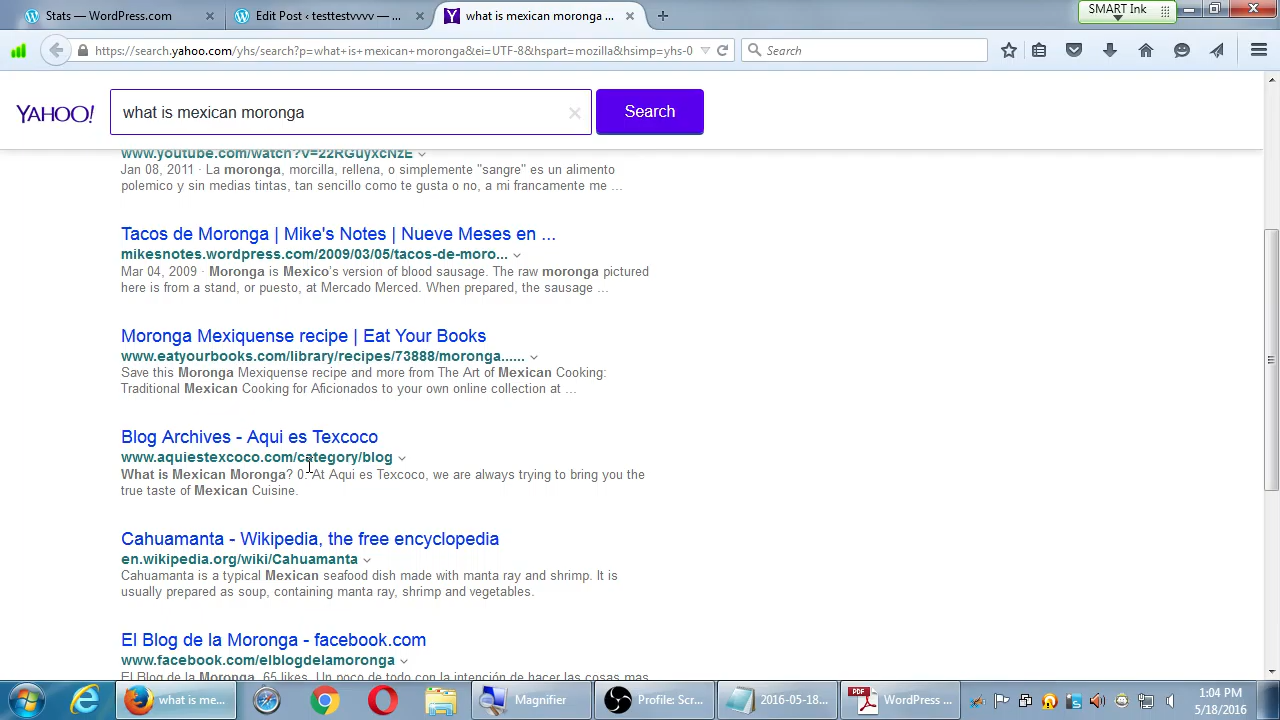 Stats — WordPress.com
Edit Post ‹ testtestvvvv — ...
what is mexican moronga ...
SMART Ink
https://search.yahoo.com/yhs/search?p=what+is+mexican+moronga&ei=UTF-8&hspart=mozilla&hsimp=yhs-0
Search
YAHOO!
what is mexican moronga
Search
www.youtube.com/watch?v=22RGuyxcNzE
Jan 08, 2011 · La moronga, morcilla, rellena, o simplemente "sangre" es un alimento
polemico y sin medias tintas, tan sencillo como te gusta o no, a mi francamente me ...
Tacos de Moronga | Mike's Notes | Nueve Meses en ...
mikesnotes.wordpress.com/2009/03/05/tacos-de-moro...
Mar 04, 2009 · Moronga is Mexico's version of blood sausage. The raw moronga pictured
here is from a stand, or puesto, at Mercado Merced. When prepared, the sausage ...
Moronga Mexiquense recipe | Eat Your Books
www.eatyourbooks.com/library/recipes/73888/moronga......
Save this Moronga Mexiquense recipe and more from The Art of Mexican Cooking:
Traditional Mexican Cooking for Aficionados to your own online collection at ...
Blog Archives - Aqui es Texcoco
www.aquiestexcoco.com/category/blog
What is Mexican Moronga? 0. At Aqui es Texcoco, we are always trying to bring you the
true taste of Mexican Cuisine.
Cahuamanta - Wikipedia, the free encyclopedia
en.wikipedia.org/wiki/Cahuamanta
Cahuamanta is a typical Mexican seafood dish made with manta ray and shrimp. It is
usually prepared as soup, containing manta ray, shrimp and vegetables.
El Blog de la Moronga - facebook.com
www.facebook.com/elblogdelamoronga
El Blog de la Moronga. 65 likes. Un poco de todo con la intención de hacer las cosas mas
what is me...
Magnifier
Profile: Scr...
2016-05-18...
PDF
WordPress ...
1:04 PM
5/18/2016